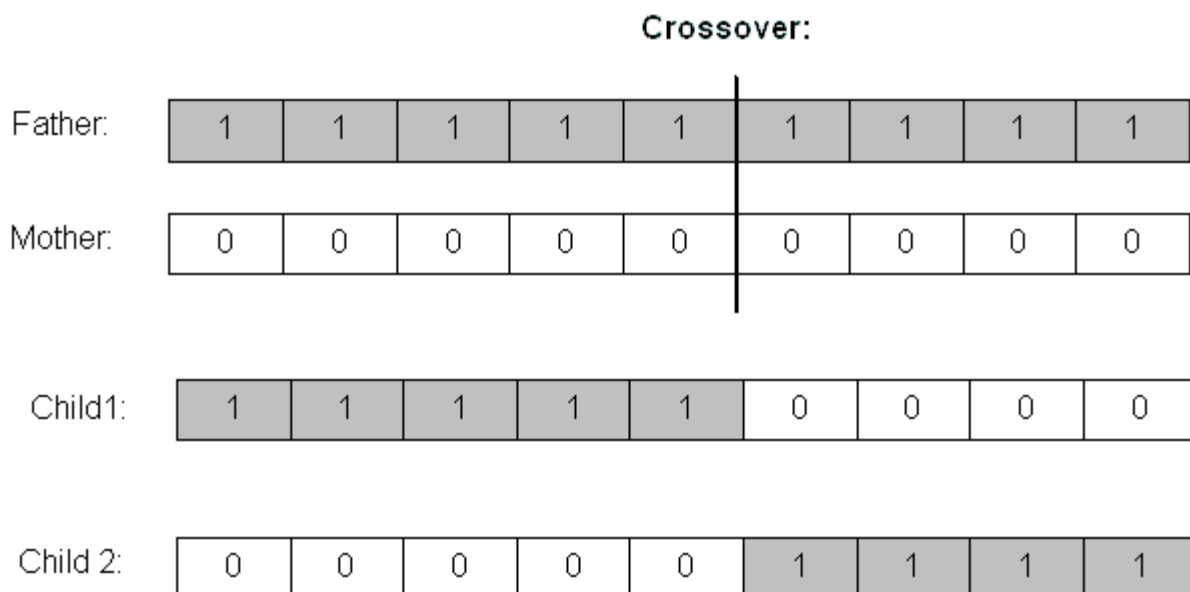 Crossover:
Father: 1 1 1 1 1 1 1 1 1
Mother: 0 0 0 0 0 0 0 0 0
Child1: 1 1 1 1 1 0 0 0 0
Child 2: 0 0 0 0 0 1 1 1 1